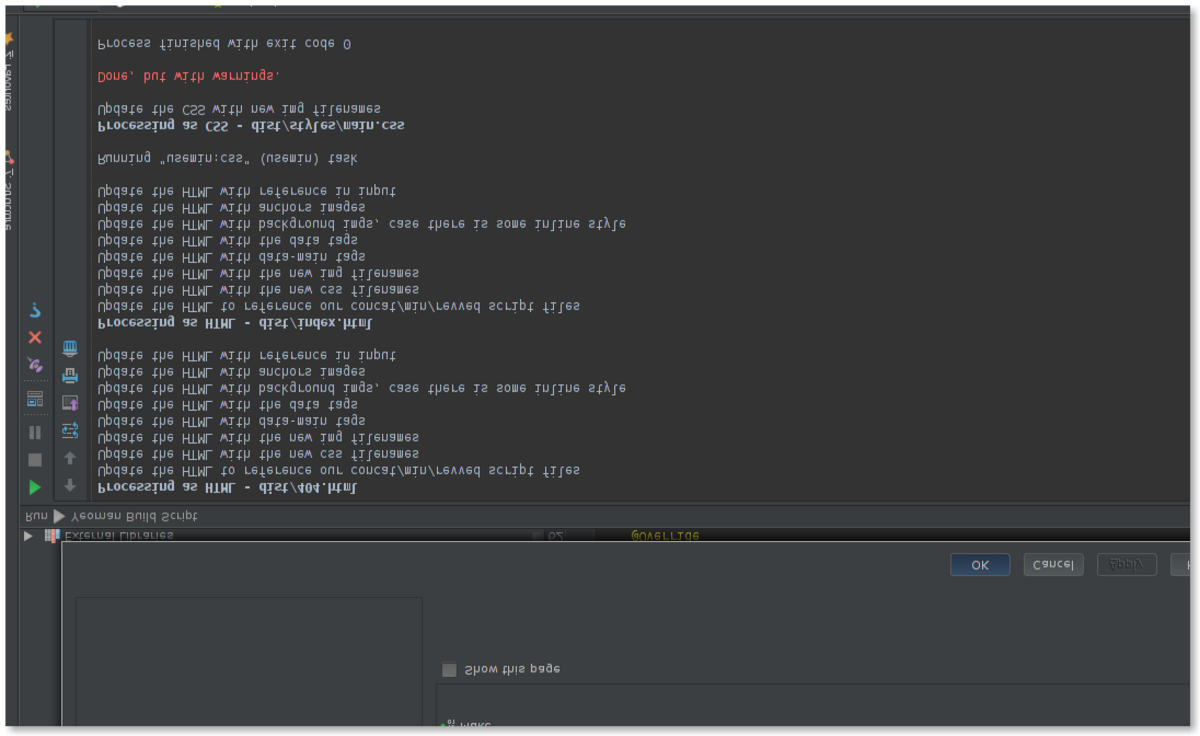 Make
Show this page
OK
Cancel
Apply
External Libraries
62
@Override
Run Yeoman Build Script
Processing as HTML - dist/404.html
Update the HTML to reference our concat/min/revved script files
Update the HTML with the new css filenames
Update the HTML with the new img filenames
Update the HTML with data-main tags
Update the HTML with the data tags
Update the HTML with background imgs, case there is some inline style
Update the HTML with anchors images
Update the HTML with reference in input
Processing as HTML - dist/index.html
Update the HTML to reference our concat/min/revved script files
Update the HTML with the new css filenames
Update the HTML with the new img filenames
Update the HTML with data-main tags
Update the HTML with the data tags
Update the HTML with background imgs, case there is some inline style
Update the HTML with anchors images
Update the HTML with reference in input
Running "usemin:css" (usemin) task
Processing as CSS - dist/styles/main.css
Update the CSS with new img filenames
Done, but with warnings.
Process finished with exit code 0